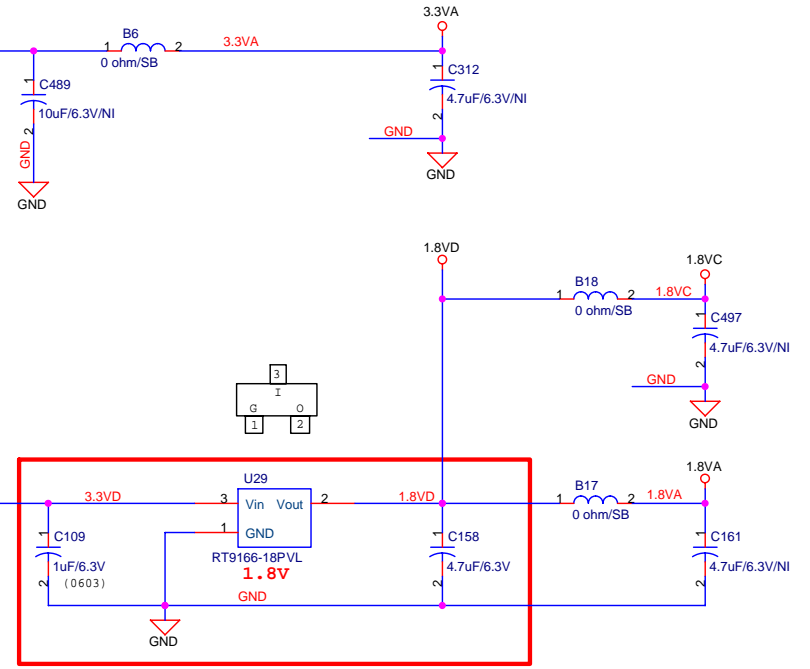 3.3VA
B6
1 2 3.3VA
0 ohm/SB
1 C489
10uF/6.3V/NI
2
GND
GND
1 C312
4.7uF/6.3V/NI
2
GND
GND
1.8VD
1.8VC
B18
1 2 1.8VC
0 ohm/SB
1 C497
4.7uF/6.3V/NI
2
GND
GND
3
I
G O
1 2
1.8VA
U29
B17
3.3VD 3 Vin Vout 2 1.8VD 1 2 1.8VA
0 ohm/SB
1 GND
1 C109
1uF/6.3V
2 (0603)
RT9166-18PVL
1.8V
1 C158
4.7uF/6.3V
2
1 C161
4.7uF/6.3V/NI
2
GND
GND